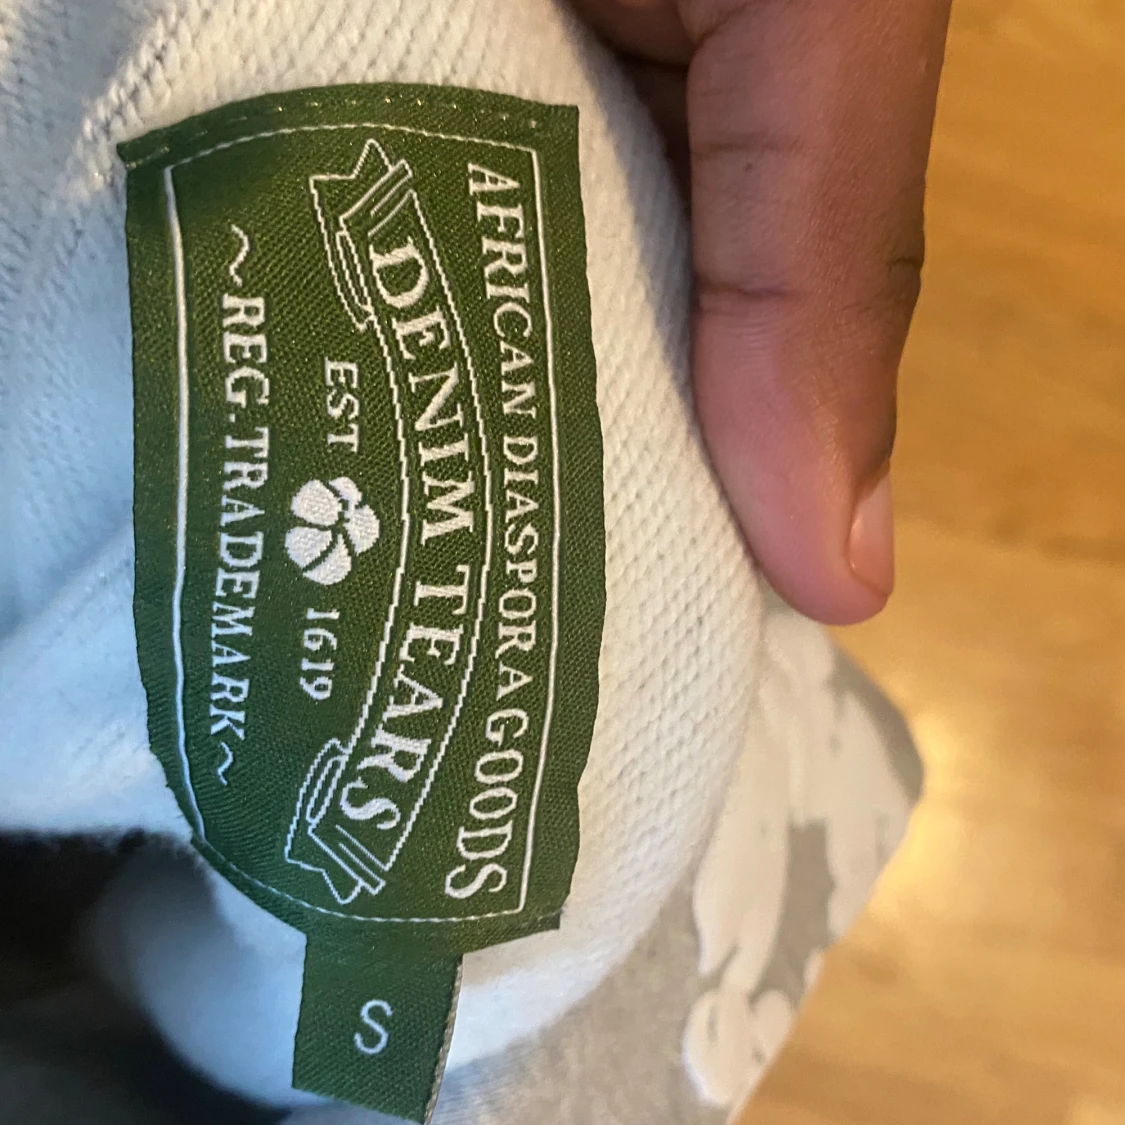 AFRICAN DIASPORA GOODS
DENIM TEARS
EST 1619
~REG. TRADEMARK~
S